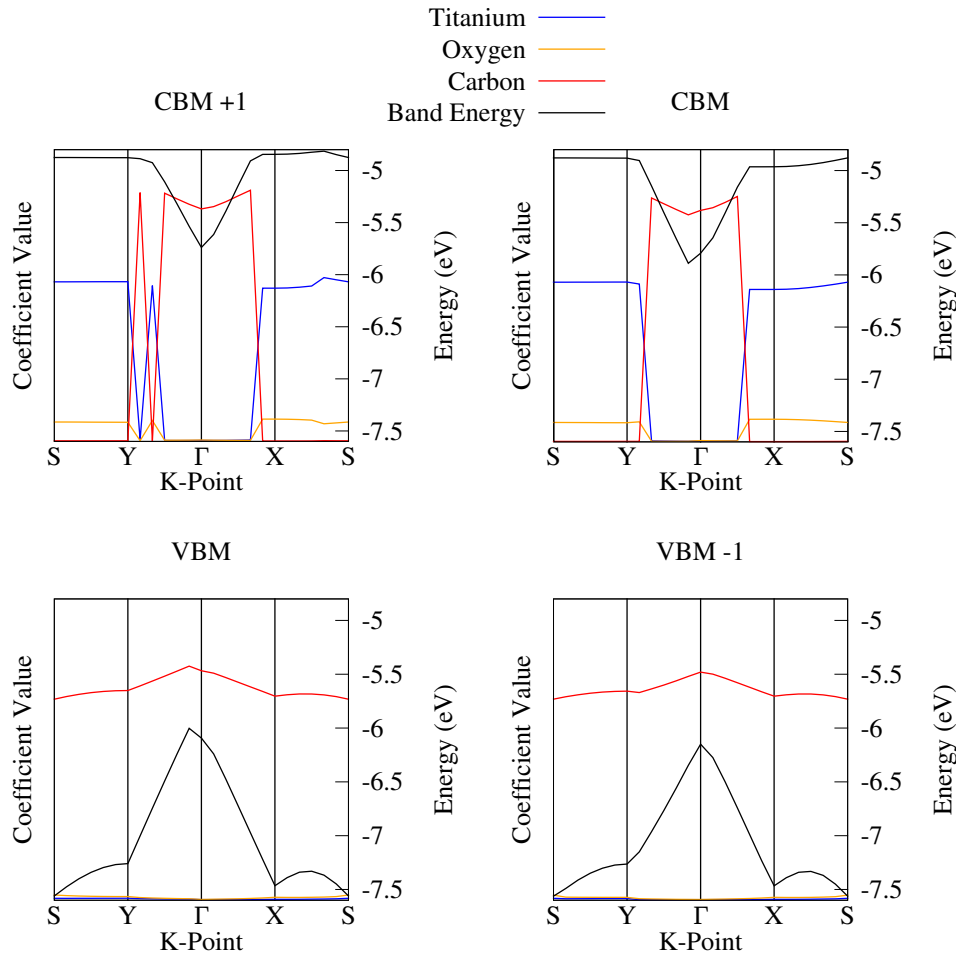 Titanium
Oxygen
Carbon
Band Energy
CBM +1
CBM
Coefficient Value
-5
-5.5
-6
-6.5
-7
-7.5
Energy (eV)
S Y Γ X S
K-Point
Coefficient Value
-5
-5.5
-6
-6.5
-7
-7.5
Energy (eV)
S Y Γ X S
K-Point
VBM
VBM -1
Coefficient Value
-5
-5.5
-6
-6.5
-7
-7.5
Energy (eV)
S Y Γ X S
K-Point
Coefficient Value
-5
-5.5
-6
-6.5
-7
-7.5
Energy (eV)
S Y Γ X S
K-Point